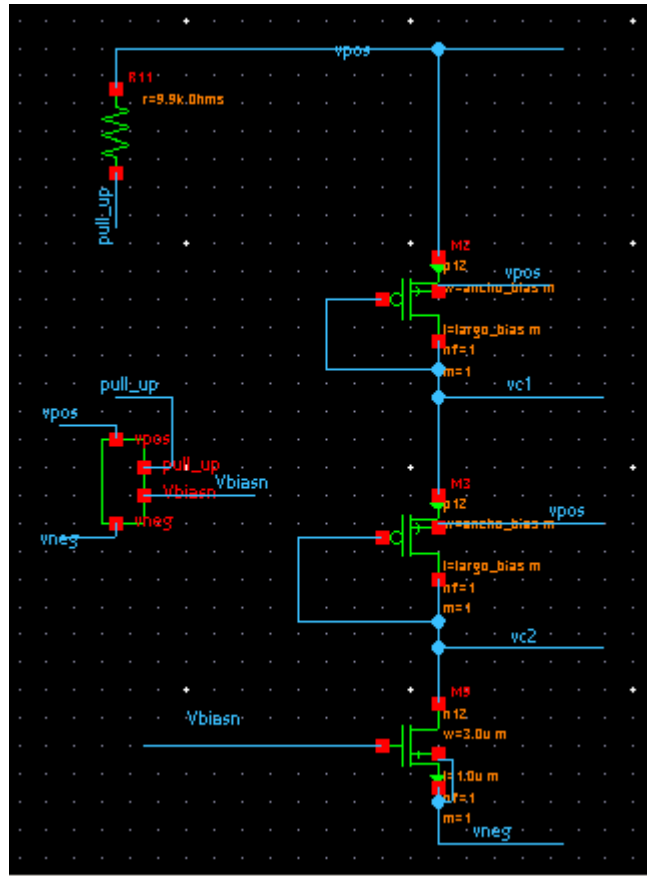 vpos
R11
r=9.9k.Ohms
pull_up
M2
p12
vpos
w=ancho_bias m
l=largo_bias m
nf=1
m=1
pull_up
vc1
vpos
vpos
pull_up
Vbiasn
Vbiasn
vneg
vneg
M3
p12
vpos
w=ancho_bias m
l=largo_bias m
nf=1
m=1
vc2
M9
n12
Vbiasn
w=3.0u m
l=1.0u m
nf=1
m=1
vneg